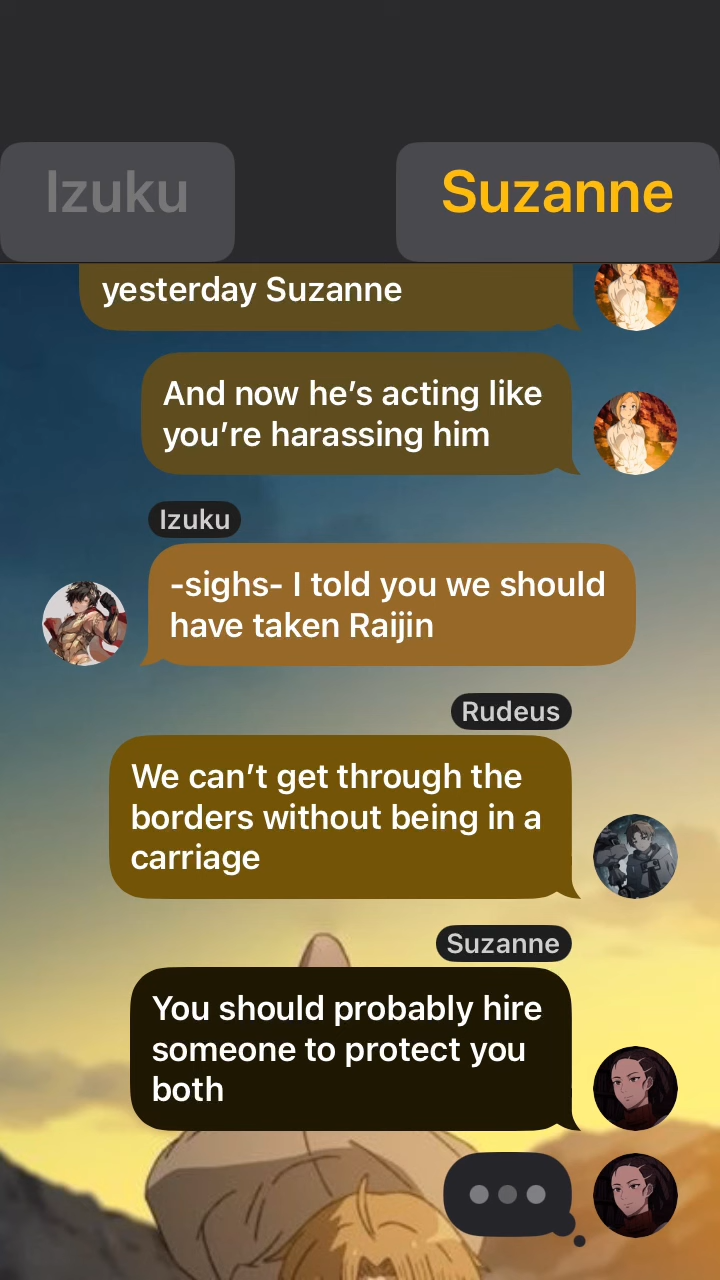 Izuku
Suzanne
yesterday Suzanne
And now he’s acting like
you’re harassing him
Izuku
-sighs- I told you we should
have taken Raijin
Rudeus
We can’t get through the
borders without being in a
carriage
Suzanne
You should probably hire
someone to protect you
both